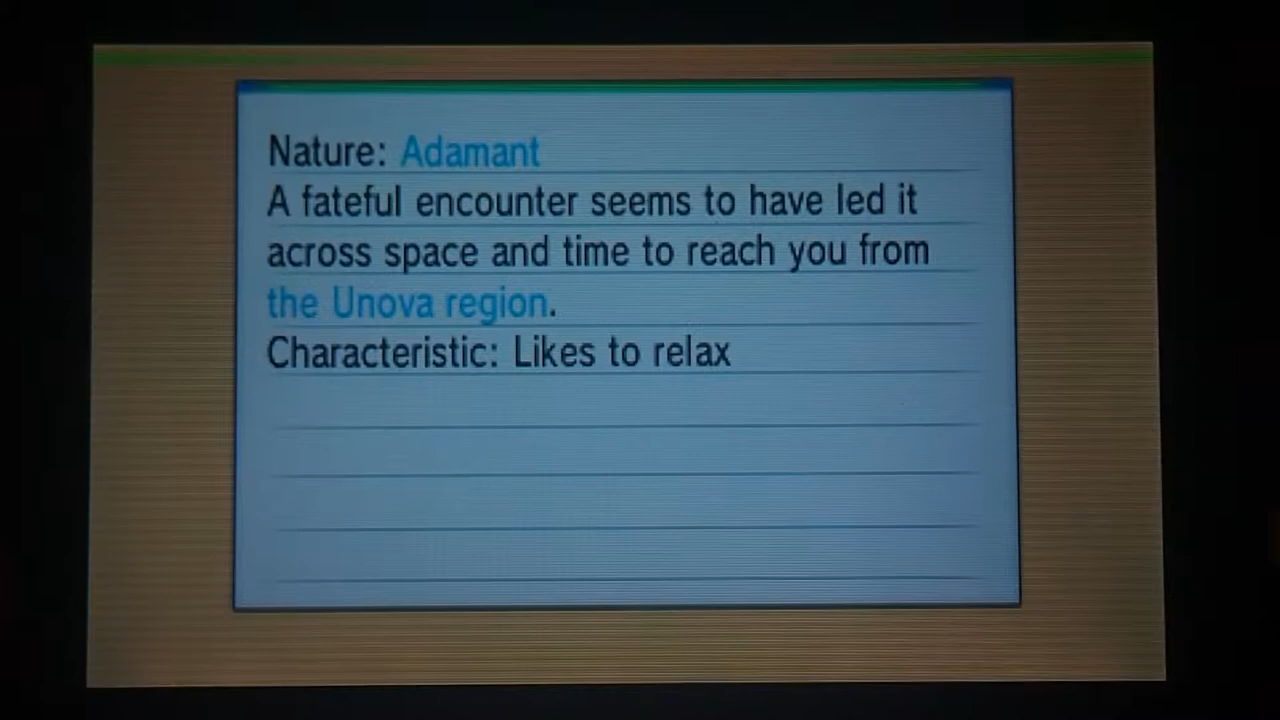 Nature: Adamant
A fateful encounter seems to have led it
across space and time to reach you from
the Unova region.
Characteristic: Likes to relax